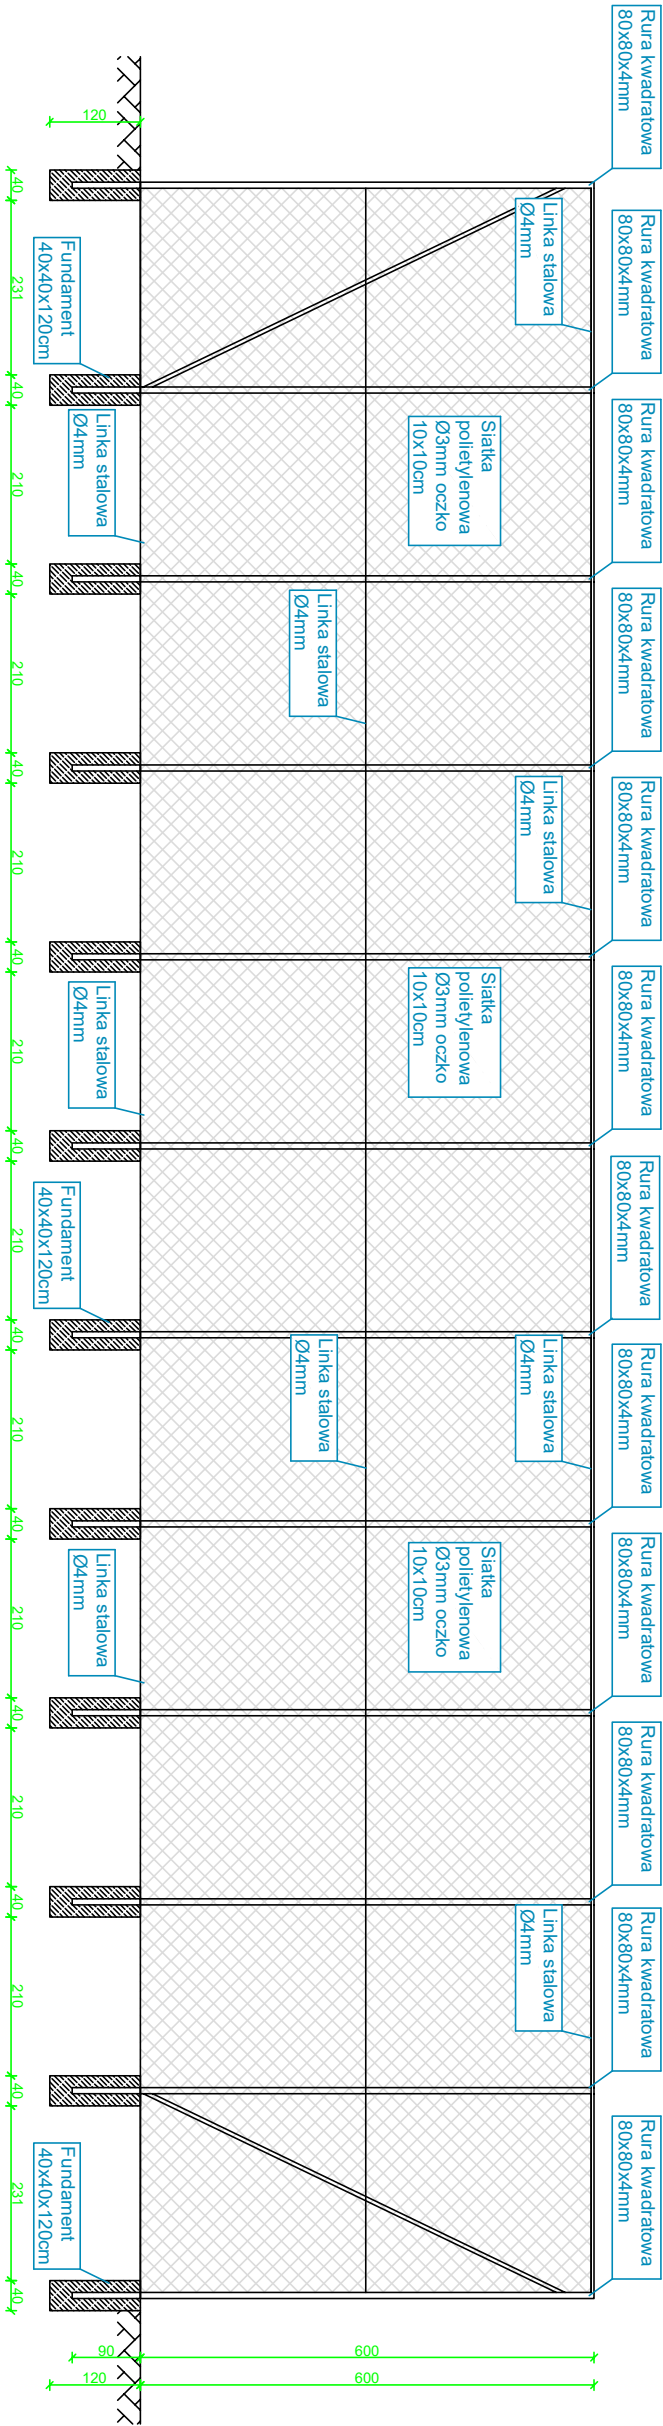 Rura kwadratowa
80x80x4mm
Rura kwadratowa
80x80x4mm
Rura kwadratowa
80x80x4mm
Rura kwadratowa
80x80x4mm
Rura kwadratowa
80x80x4mm
Rura kwadratowa
80x80x4mm
Rura kwadratowa
80x80x4mm
Rura kwadratowa
80x80x4mm
Rura kwadratowa
80x80x4mm
Rura kwadratowa
80x80x4mm
Rura kwadratowa
80x80x4mm
Rura kwadratowa
80x80x4mm
Linka stalowa
Ø4mm
Linka stalowa
Ø4mm
Linka stalowa
Ø4mm
Linka stalowa
Ø4mm
Siatka
polietylenowa
Ø3mm oczko
10x10cm
Siatka
polietylenowa
Ø3mm oczko
10x10cm
Siatka
polietylenowa
Ø3mm oczko
10x10cm
600
600
Linka stalowa
Ø4mm
Linka stalowa
Ø4mm
120
Linka stalowa
Ø4mm
Linka stalowa
Ø4mm
Linka stalowa
Ø4mm
90
120
Fundament
40x40x120cm
Fundament
40x40x120cm
Fundament
40x40x120cm
40
231
40
210
40
210
40
210
40
210
40
210
40
210
40
210
40
210
40
210
40
231
40